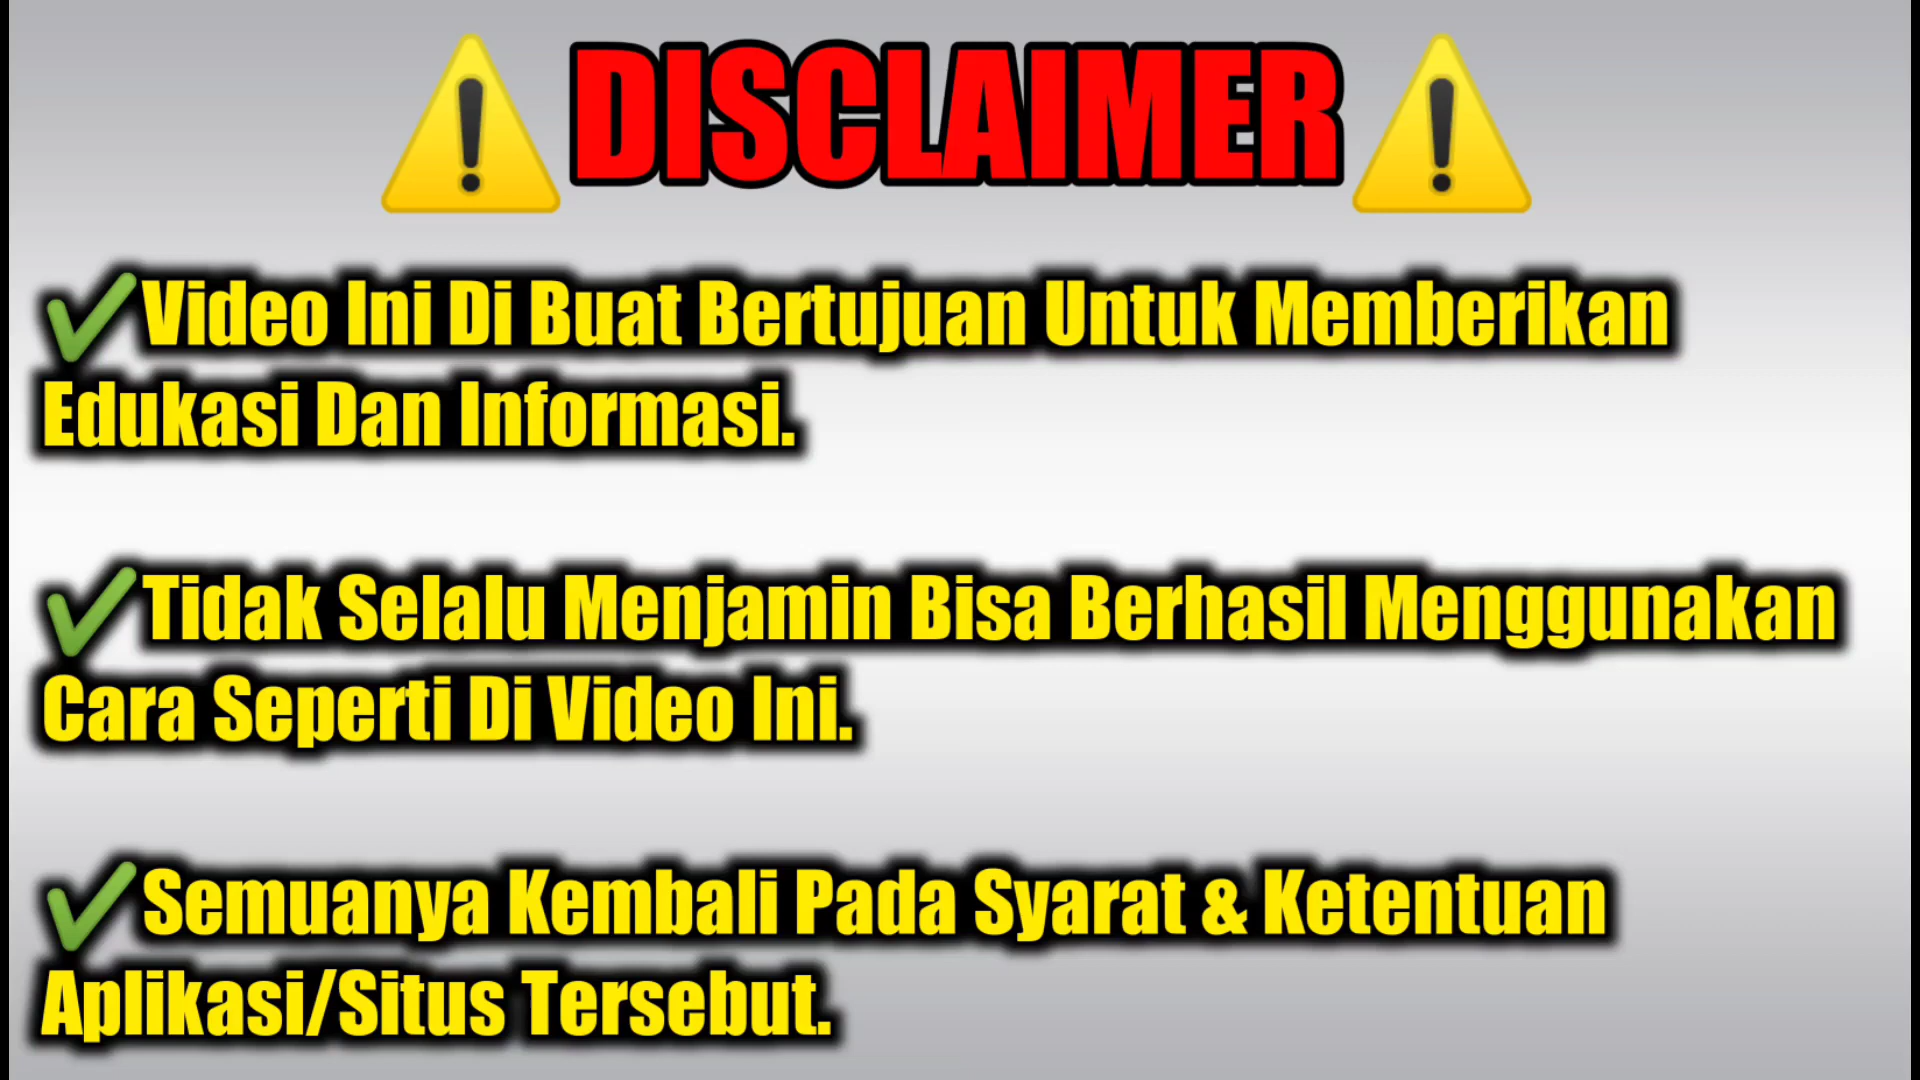 ⚠️DISCLAIMER⚠️
✔Video Ini Di Buat Bertujuan Untuk Memberikan
Edukasi Dan Informasi.
✔Tidak Selalu Menjamin Bisa Berhasil Menggunakan
Cara Seperti Di Video Ini.
✔Semuanya Kembali Pada Syarat & Ketentuan
Aplikasi/Situs Tersebut.